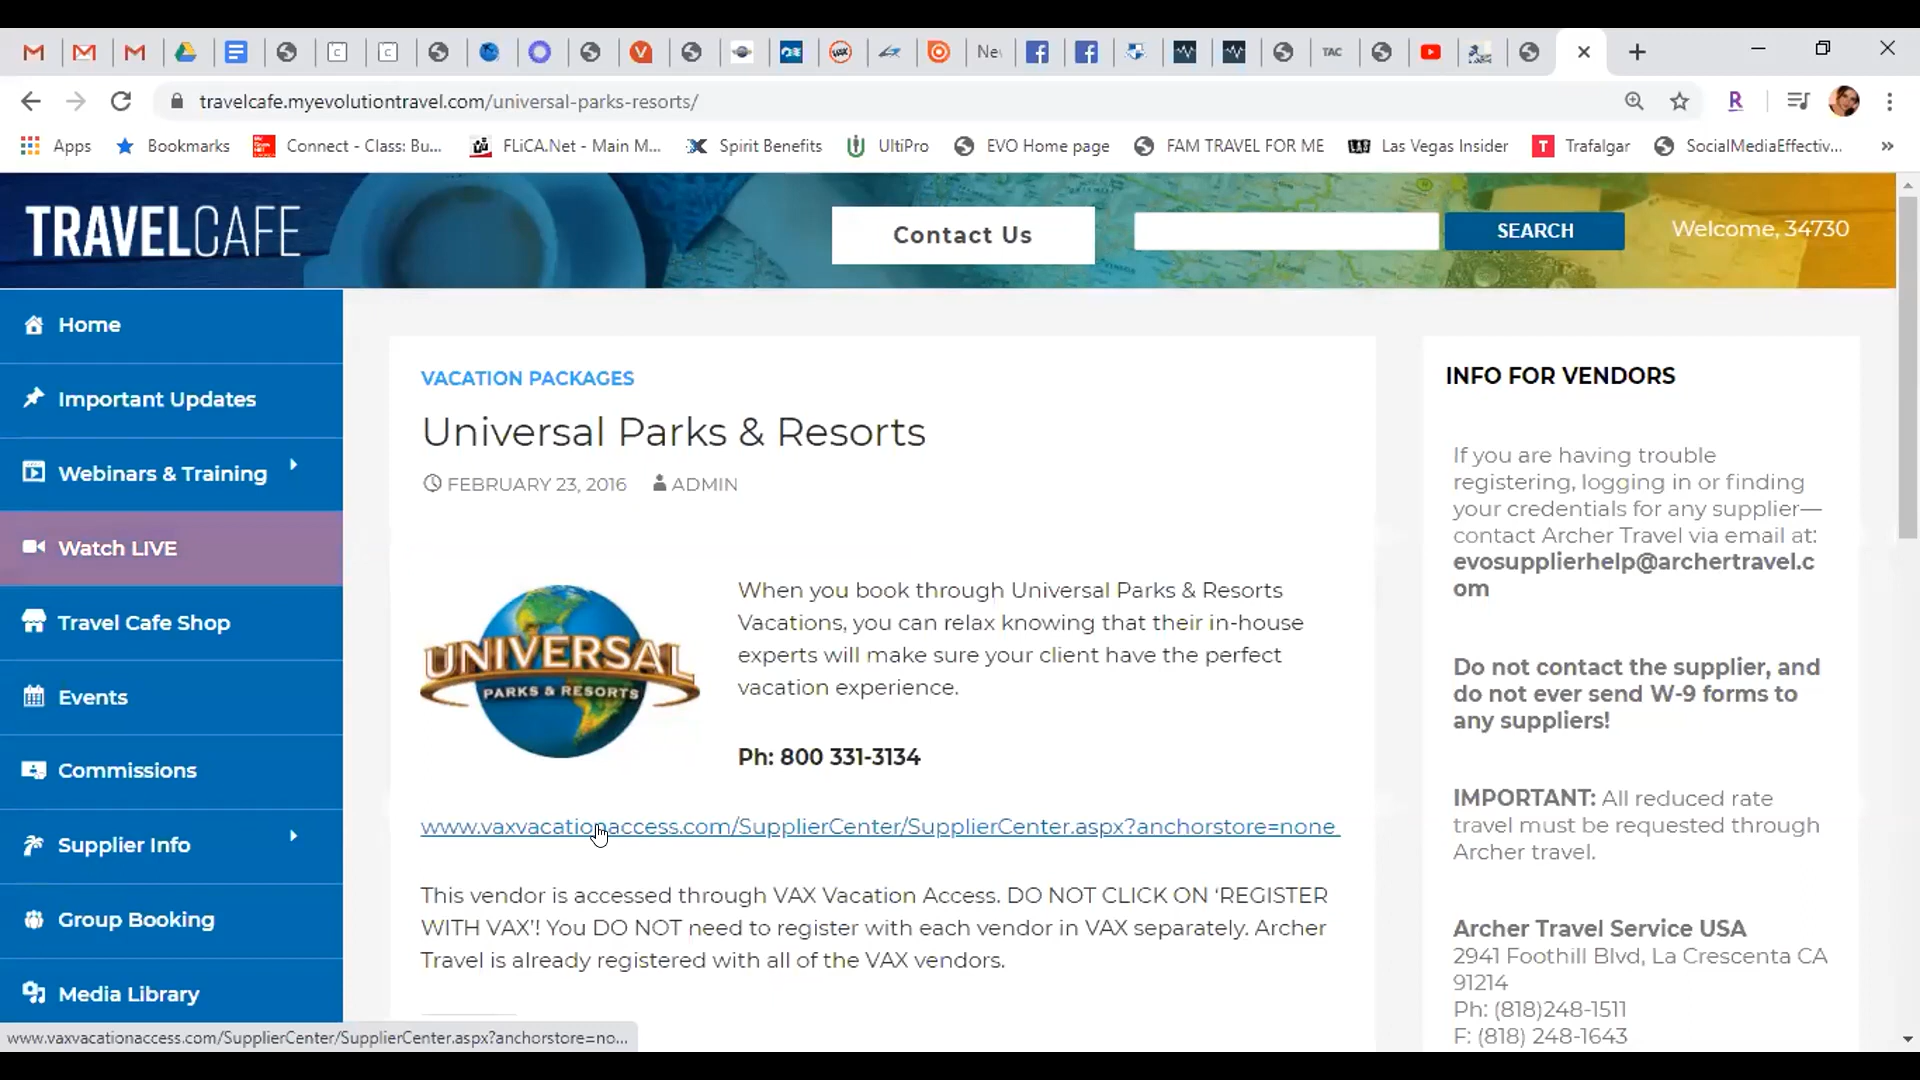 Nev
TAC
travelcafe.myevolutiontravel.com/universal-parks-resorts/
Apps
Bookmarks
Connect - Class: Bu...
FLiCA.Net - Main M...
Spirit Benefits
UltiPro
EVO Home page
FAM TRAVEL FOR ME
Las Vegas Insider
Trafalgar
SocialMediaEffectiv...
TRAVELCAFE
Contact Us
SEARCH
Welcome, 34730
Home
Important Updates
Webinars & Training
Watch LIVE
Travel Cafe Shop
Events
Commissions
Supplier Info
Group Booking
Media Library
VACATION PACKAGES
Universal Parks & Resorts
FEBRUARY 23, 2016 ADMIN
UNIVERSAL
PARKS & RESORTS
When you book through Universal Parks & Resorts
Vacations, you can relax knowing that their in-house
experts will make sure your client have the perfect
vacation experience.
Ph: 800 331-3134
www.vaxvacationaccess.com/SupplierCenter/SupplierCenter.aspx?anchorstore=none
This vendor is accessed through VAX Vacation Access. DO NOT CLICK ON ‘REGISTER
WITH VAX’! You DO NOT need to register with each vendor in VAX separately. Archer
Travel is already registered with all of the VAX vendors.
INFO FOR VENDORS
If you are having trouble
registering, logging in or finding
your credentials for any supplier—
contact Archer Travel via email at:
evosupplierhelp@archertravel.c
om
Do not contact the supplier, and
do not ever send W-9 forms to
any suppliers!
IMPORTANT: All reduced rate
travel must be requested through
Archer travel.
Archer Travel Service USA
2941 Foothill Blvd, La Crescenta CA
91214
Ph: (818)248-1511
F: (818) 248-1643
www.vaxvacationaccess.com/SupplierCenter/SupplierCenter.aspx?anchorstore=no...